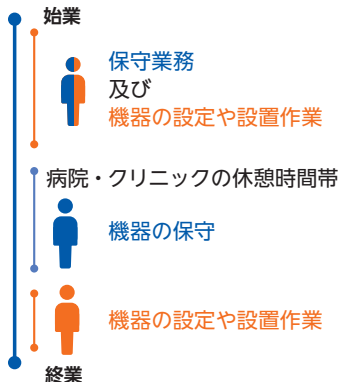 始業
保守業務
及び
機器の設定や設置作業
病院・クリニックの休憩時間帯
機器の保守
機器の設定や設置作業
終業